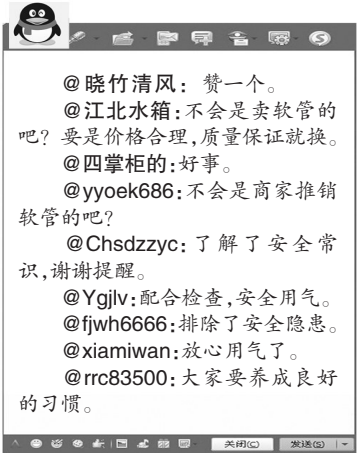 @晓竹清风：赞一个。
@江北水箱:不会是卖软管的
吧？要是价格合理,质量保证就换。
@四掌柜的:好事。
@yyoek686:不会是商家推销
软管的吧?
@Chsdzzyc:了解了安全常
识,谢谢提醒。
@Ygjlv:配合检查,安全用气。
@fjwh6666:排除了安全隐患。
@xiamiwan:放心用气了。
@rrc83500:大家要养成良好
的习惯。
关闭(C) 发送(S)